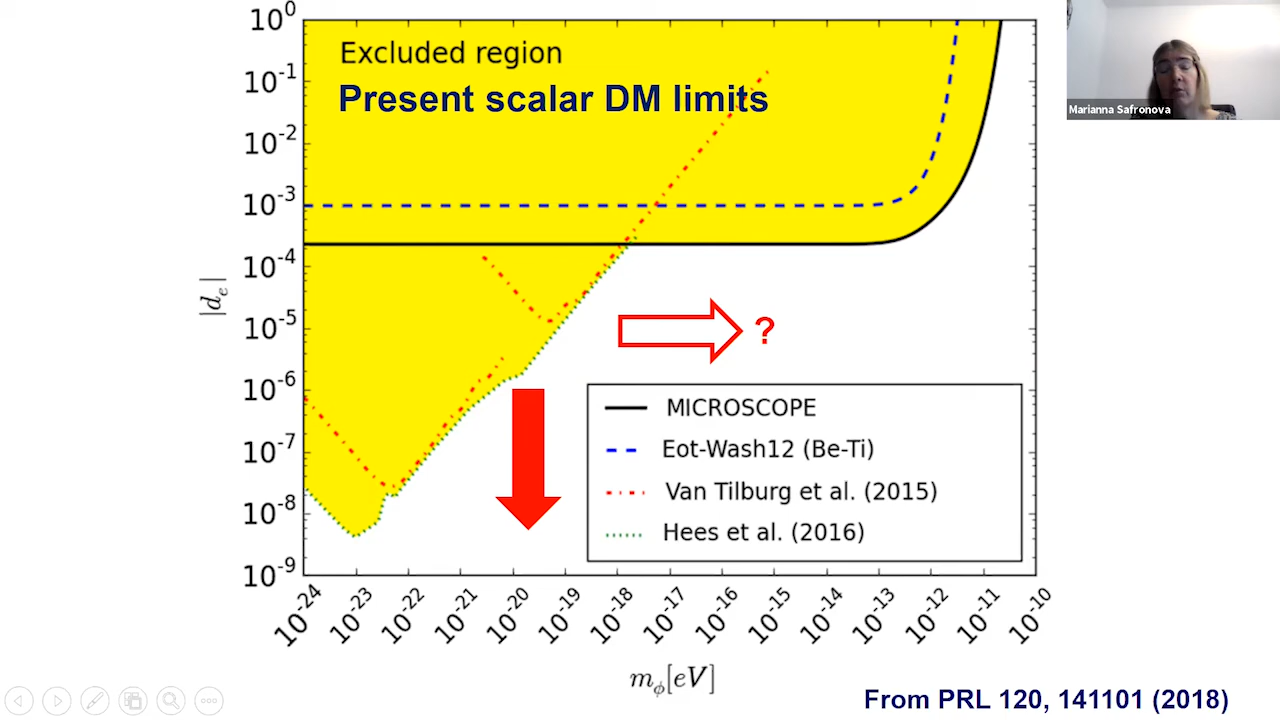 Excluded region
Present scalar DM limits
Marianna Safronova
10^0
10^-1
10^-2
10^-3
10^-4
10^-5
10^-6
10^-7
10^-8
10^-9
|d_e|
?
MICROSCOPE
Eot-Wash12 (Be-Ti)
Van Tilburg et al. (2015)
Hees et al. (2016)
10^-24 10^-23 10^-22 10^-21 10^-20 10^-19 10^-18 10^-17 10^-16 10^-15 10^-14 10^-13 10^-12 10^-11 10^-10
m_ϕ[eV]
From PRL 120, 141101 (2018)